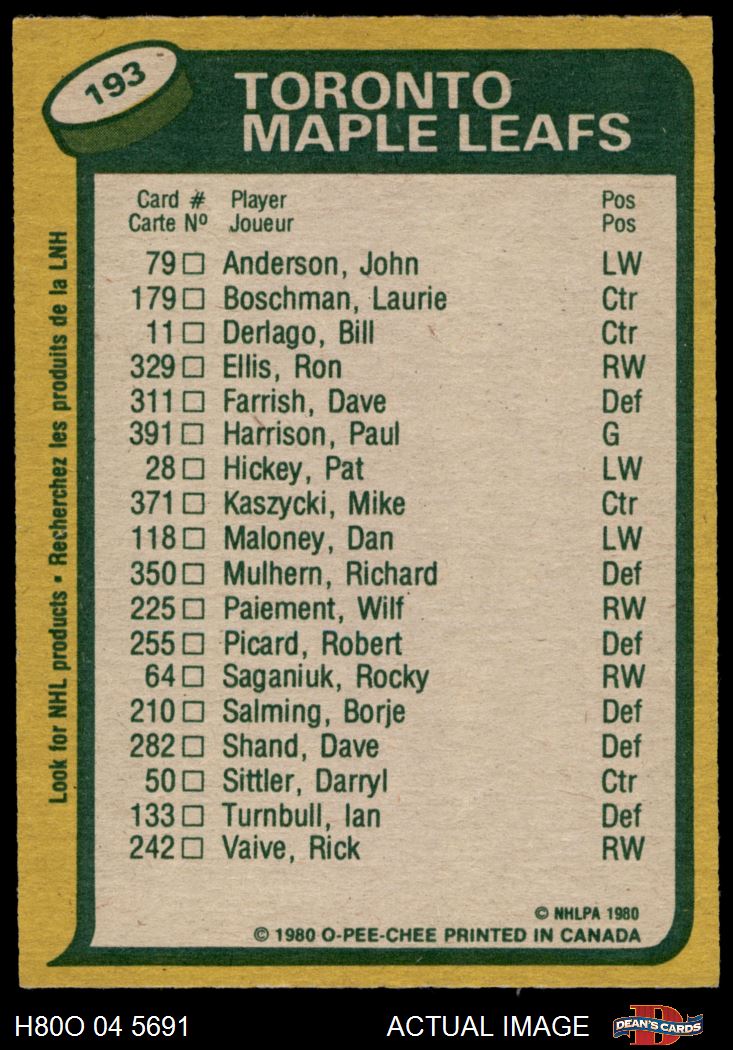 193
TORONTO
MAPLE LEAFS
Card # Player Pos
Carte Nº Joueur Pos
79 □ Anderson, John LW
179 □ Boschman, Laurie Ctr
11 □ Derlago, Bill Ctr
329 □ Ellis, Ron RW
311 □ Farrish, Dave Def
391 □ Harrison, Paul G
28 □ Hickey, Pat LW
371 □ Kaszycki, Mike Ctr
118 □ Maloney, Dan LW
350 □ Mulhern, Richard Def
225 □ Paiement, Wilf RW
255 □ Picard, Robert Def
64 □ Saganiuk, Rocky RW
210 □ Salming, Borje Def
282 □ Shand, Dave Def
50 □ Sittler, Darryl Ctr
133 □ Turnbull, Ian Def
242 □ Vaive, Rick RW
© NHLPA 1980
© 1980 O-PEE-CHEE PRINTED IN CANADA
Look for NHL products • Recherchez les produits de la LNH
H80O 04 5691 ACTUAL IMAGE
D
DEAN'S CARDS